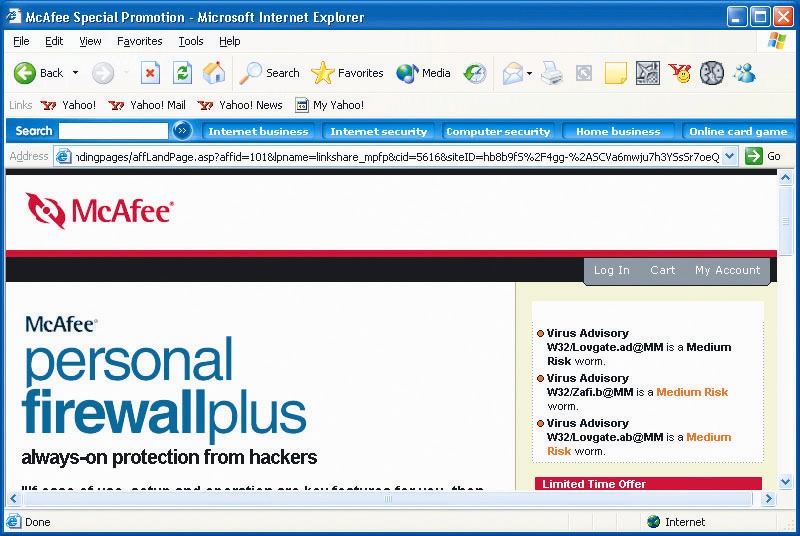 McAfee Special Promotion - Microsoft Internet Explorer
File Edit View Favorites Tools Help
Back Search Favorites Media
Links Yahoo! Yahoo! Mail Yahoo! News My Yahoo!
Search Internet business Internet security Computer security Home business Online card game
Address ndingpages/affLandPage.asp?affid=101&lpname=linkshare_mpfp&cid=5616&siteID=hb8b9fS%2F4gg-%2ASCVa6mwju7h3YSsSr7oeQ Go
McAfee®
Log In Cart My Account
McAfee®
personal
firewallplus
always-on protection from hackers
"If ease of use, setup and operation are key features for you, then
Virus Advisory
W32/Lovgate.ad@MM is a Medium
Risk worm.
Virus Advisory
W32/Zafi.b@MM is a Medium Risk
worm.
Virus Advisory
W32/Lovgate.ab@MM is a Medium
Risk worm.
Limited Time Offer
Done Internet